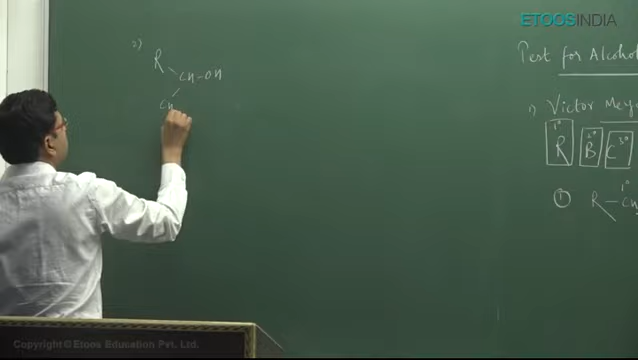 ETOOSINDIA
2)
R
CH-OH
CH
Test for Alcohol
1) Victor Meye
1° 2° 3°
R B C
① R - CH
1°
Copyright © Etoos Education Pvt. Ltd.